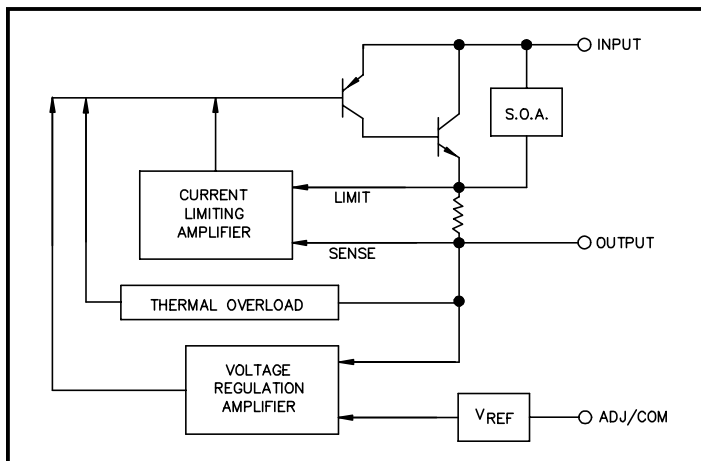 INPUT
S.O.A.
CURRENT
LIMITING
AMPLIFIER
LIMIT
SENSE
OUTPUT
THERMAL OVERLOAD
VOLTAGE
REGULATION
AMPLIFIER
VREF
ADJ/COM